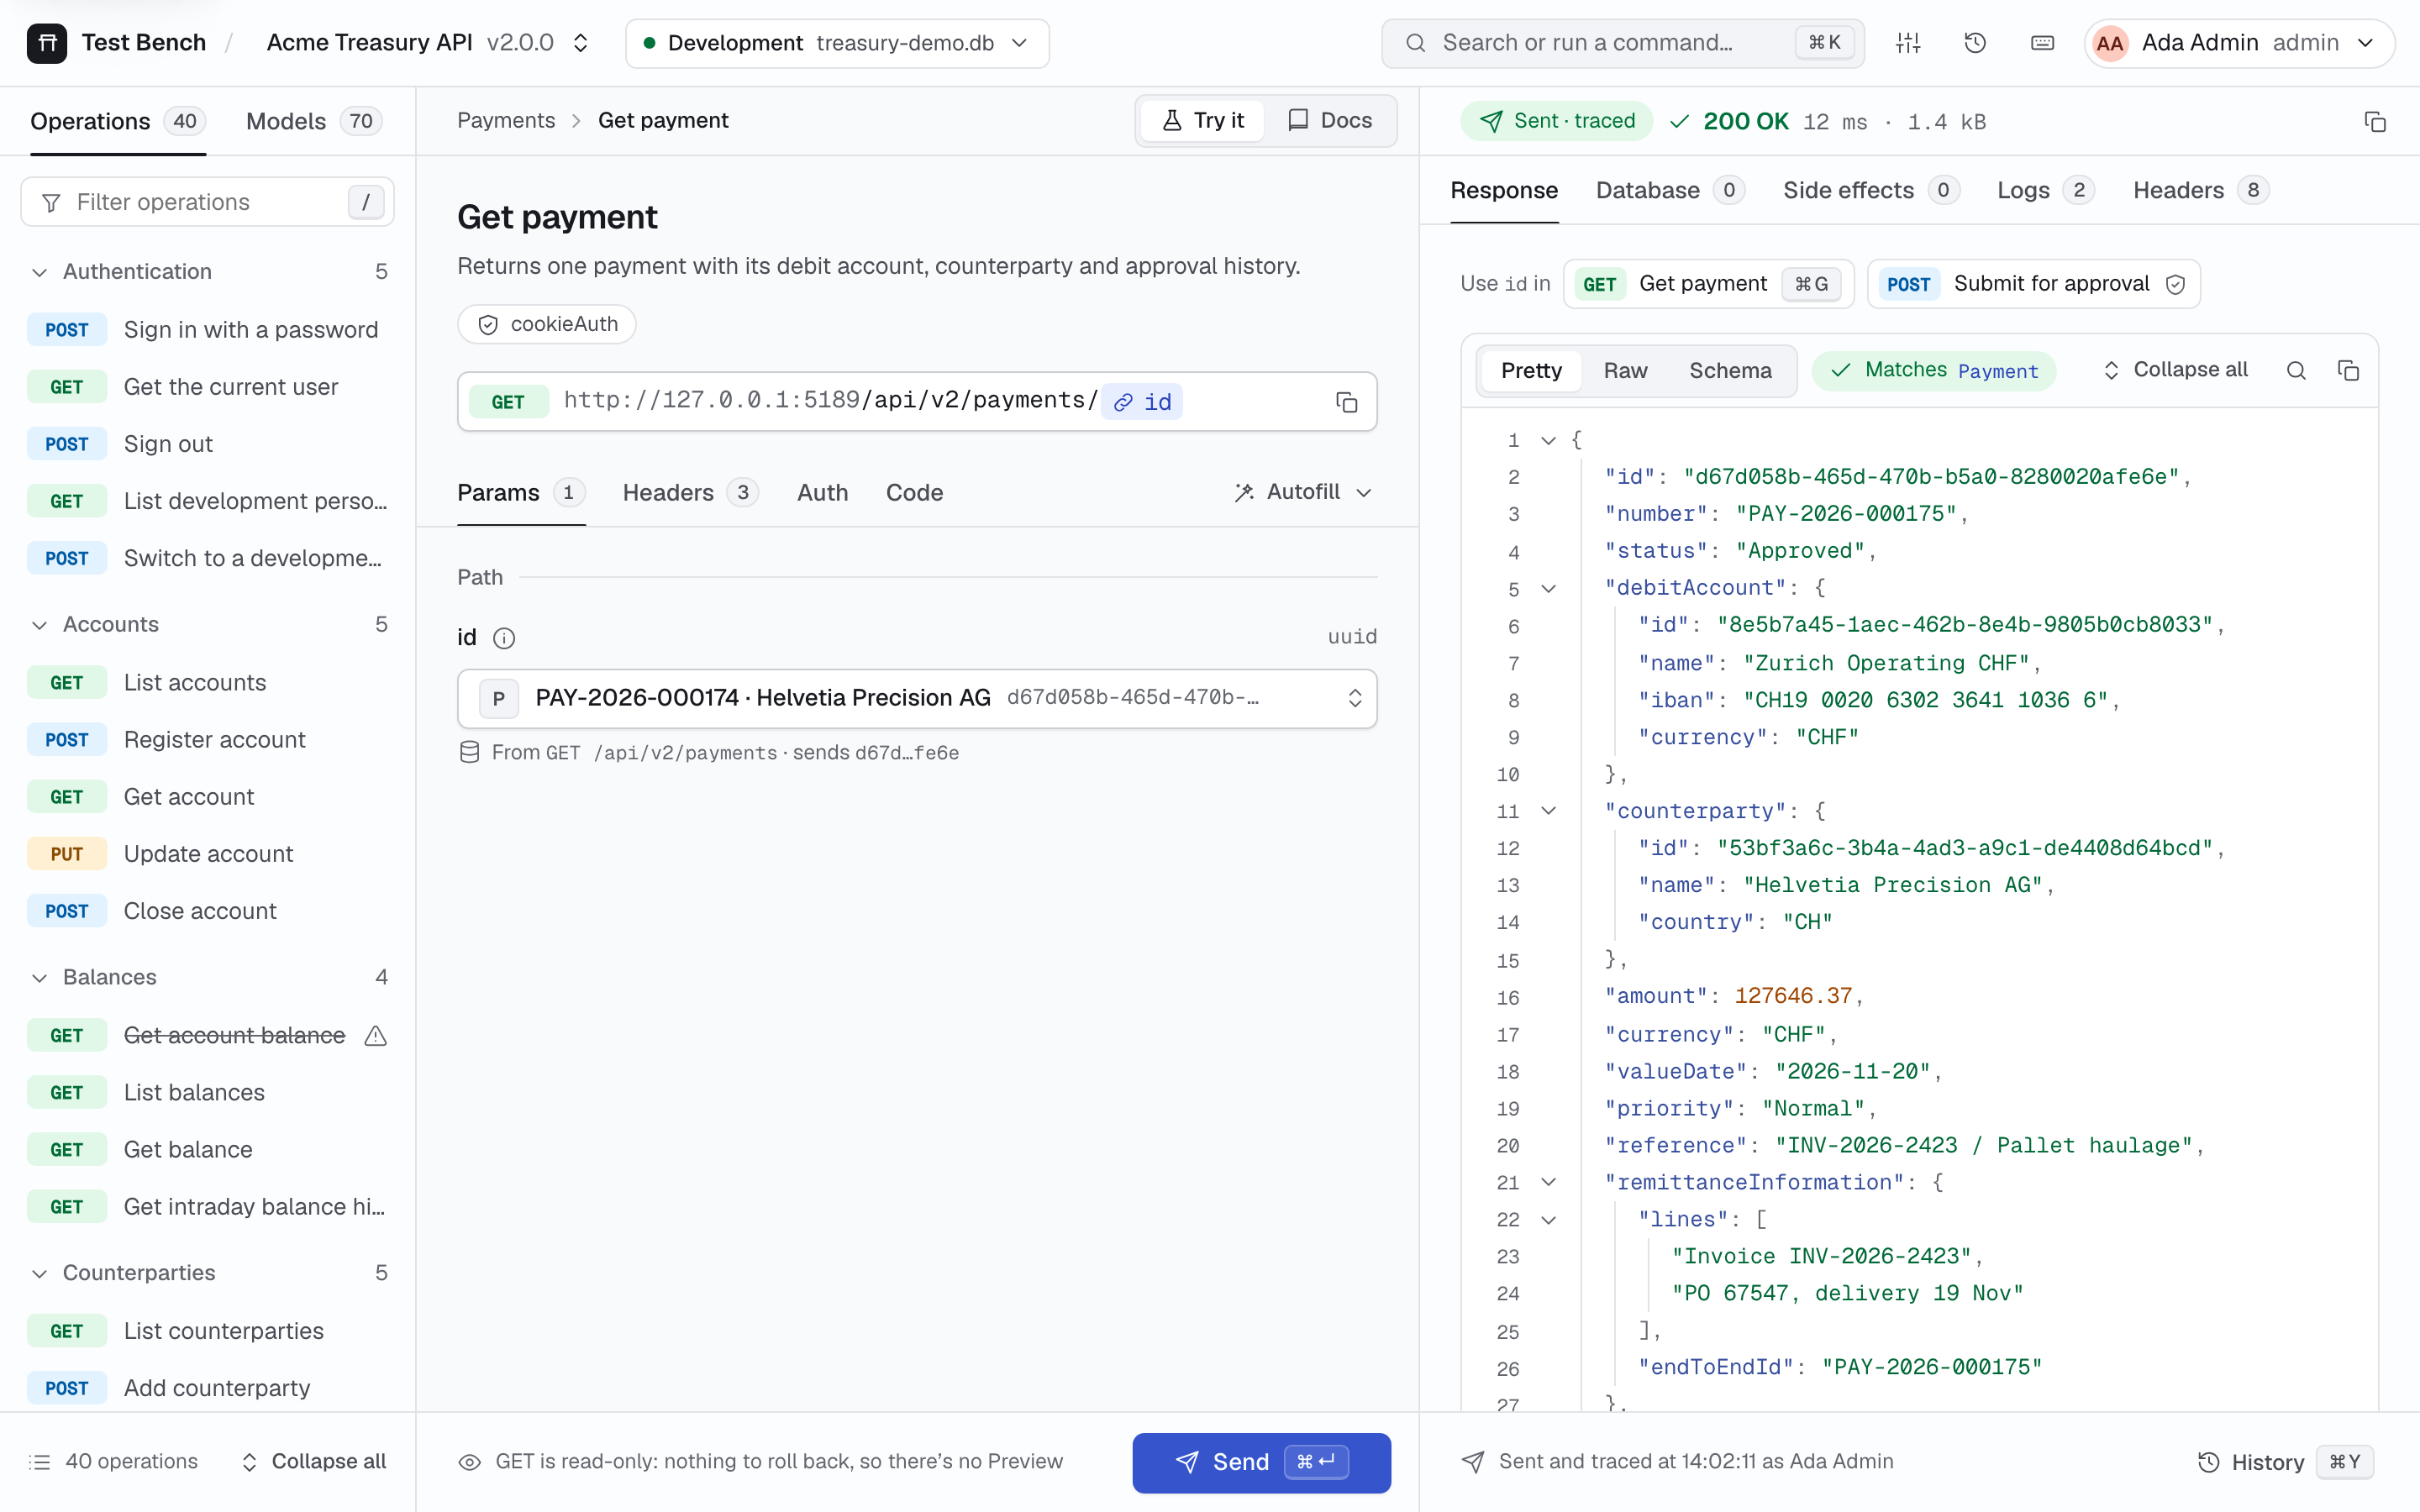 Test Bench / Acme Treasury API v2.0.0 Development treasury-demo.db Search or run a command... ⌘K AA Ada Admin admin
Operations 40 Models 70
Filter operations /
Authentication 5
POST Sign in with a password
GET Get the current user
POST Sign out
GET List development perso...
POST Switch to a developme...
Accounts 5
GET List accounts
POST Register account
GET Get account
PUT Update account
POST Close account
Balances 4
GET Get account balance
GET List balances
GET Get balance
GET Get intraday balance hi...
Counterparties 5
GET List counterparties
POST Add counterparty
40 operations Collapse all
Payments > Get payment Try it Docs
Get payment
Returns one payment with its debit account, counterparty and approval history.
cookieAuth
GET http://127.0.0.1:5189/api/v2/payments/ id
Params 1 Headers 3 Auth Code Autofill
Path
id uuid
P PAY-2026-000174 · Helvetia Precision AG d67d058b-465d-470b-…
From GET /api/v2/payments · sends d67d…fe6e
GET is read-only: nothing to roll back, so there's no Preview Send ⌘↵
Sent · traced 200 OK 12 ms · 1.4 kB
Response Database 0 Side effects 0 Logs 2 Headers 8
Use id in GET Get payment ⌘G POST Submit for approval
Pretty Raw Schema Matches Payment Collapse all
1 {
2 "id": "d67d058b-465d-470b-b5a0-8280020afe6e",
3 "number": "PAY-2026-000175",
4 "status": "Approved",
5 "debitAccount": {
6 "id": "8e5b7a45-1aec-462b-8e4b-9805b0cb8033",
7 "name": "Zurich Operating CHF",
8 "iban": "CH19 0020 6302 3641 1036 6",
9 "currency": "CHF"
10 },
11 "counterparty": {
12 "id": "53bf3a6c-3b4a-4ad3-a9c1-de4408d64bcd",
13 "name": "Helvetia Precision AG",
14 "country": "CH"
15 },
16 "amount": 127646.37,
17 "currency": "CHF",
18 "valueDate": "2026-11-20",
19 "priority": "Normal",
20 "reference": "INV-2026-2423 / Pallet haulage",
21 "remittanceInformation": {
22 "lines": [
23 "Invoice INV-2026-2423",
24 "PO 67547, delivery 19 Nov"
25 ],
26 "endToEndId": "PAY-2026-000175"
27 },
Sent and traced at 14:02:11 as Ada Admin History ⌘Y